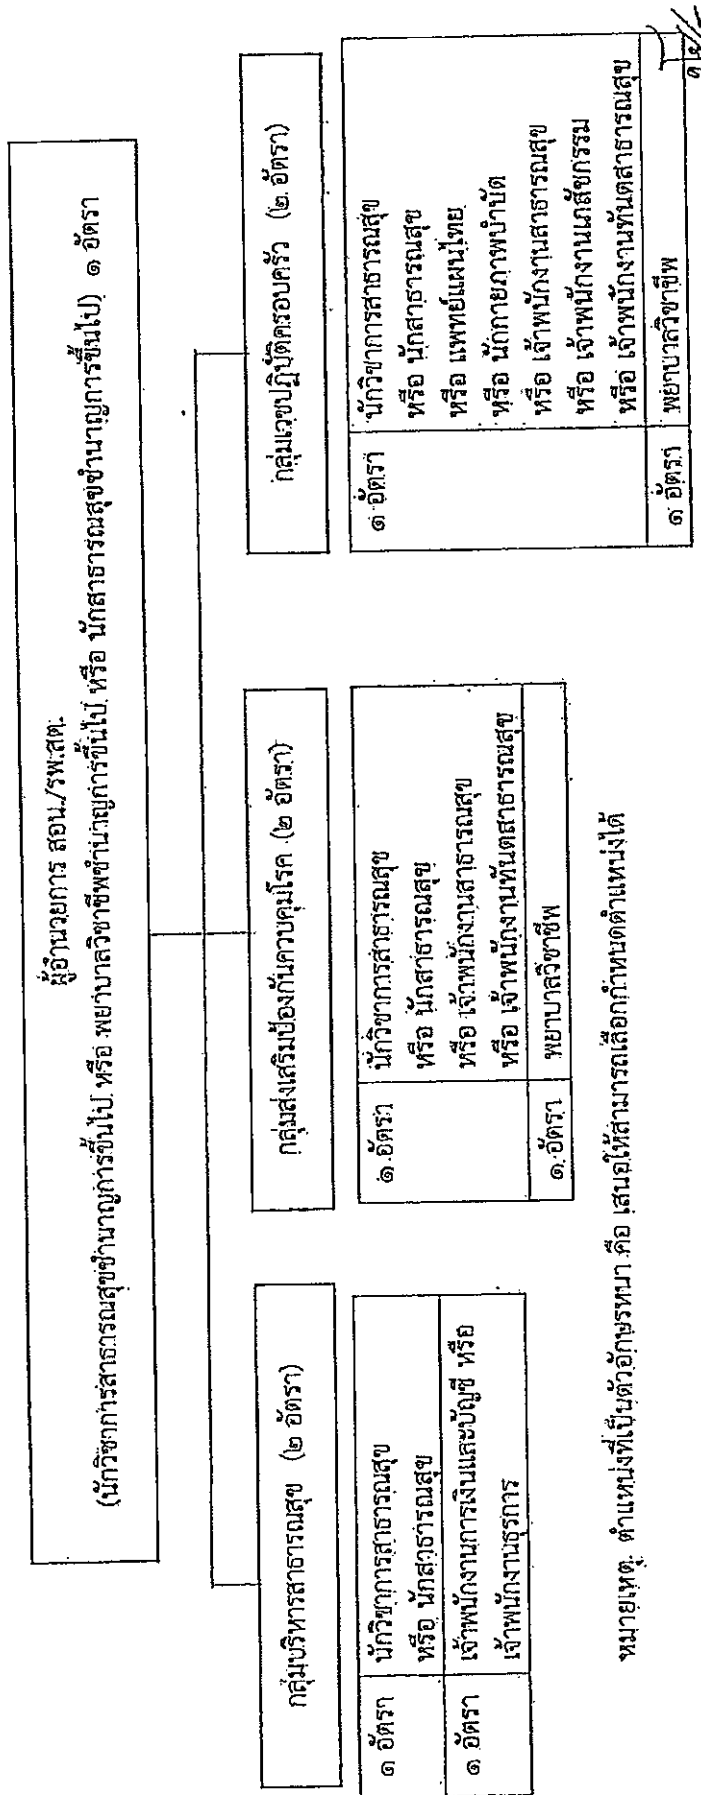 ผู้อำนวยการ สอน./รพ.สต.
(นักวิชาการสาธารณสุขชำนาญการขึ้นไป หรือ พยาบาลวิชาชีพชำนาญการขึ้นไป หรือ นักสาธารณสุขชำนาญการขึ้นไป) ๑ อัตรา
กลุ่มบริหารสาธารณสุข (๒ อัตรา)
๑ อัตรา นักวิชาการสาธารณสุข
หรือ นักสาธารณสุข
๑ อัตรา เจ้าพนักงานการเงินและบัญชี หรือ
เจ้าพนักงานธุรการ
กลุ่มส่งเสริมป้องกันควบคุมโรค (๒ อัตรา)
๑ อัตรา นักวิชาการสาธารณสุข
หรือ นักสาธารณสุข
หรือ เจ้าพนักงานสาธารณสุข
หรือ เจ้าพนักงานทันตสาธารณสุข
๑ อัตรา พยาบาลวิชาชีพ
กลุ่มเวชปฏิบัติครอบครัว (๒ อัตรา)
๑ อัตรา นักวิชาการสาธารณสุข
หรือ นักสาธารณสุข
หรือ แพทย์แผนไทย
หรือ นักกายภาพบำบัด
หรือ เจ้าพนักงานสาธารณสุข
หรือ เจ้าพนักงานเภสัชกรรม
หรือ เจ้าพนักงานทันตสาธารณสุข
๑ อัตรา พยาบาลวิชาชีพ
หมายเหตุ ตำแหน่งที่เป็นตัวอักษรหนา คือ เสนอให้สามารถเลือกกำหนดตำแหน่งได้